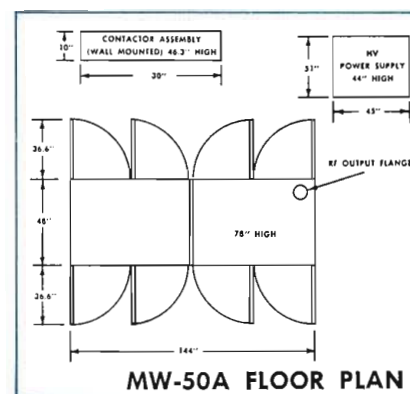 10"
CONTACTOR ASSEMBLY
(WALL MOUNTED) 46.3" HIGH
30"
51"
HV
POWER SUPPLY
44" HIGH
45"
36.6"
RF OUTPUT FLANGE
48"
78" HIGH
36.6"
144"
MW-50A FLOOR PLAN